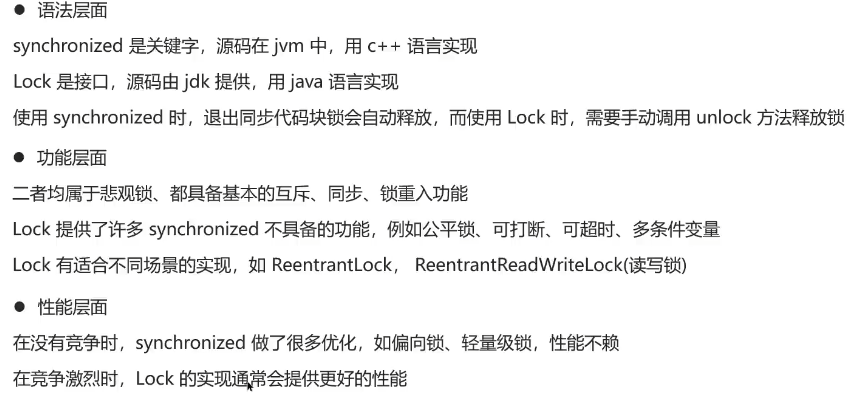 ● 语法层面
synchronized 是关键字，源码在 jvm 中，用 c++ 语言实现
Lock 是接口，源码由 jdk 提供，用 java 语言实现
使用 synchronized 时，退出同步代码块锁会自动释放，而使用 Lock 时，需要手动调用 unlock 方法释放锁
● 功能层面
二者均属于悲观锁、都具备基本的互斥、同步、锁重入功能
Lock 提供了许多 synchronized 不具备的功能，例如公平锁、可打断、可超时、多条件变量
Lock 有适合不同场景的实现，如 ReentrantLock， ReentrantReadWriteLock(读写锁)
● 性能层面
在没有竞争时，synchronized 做了很多优化，如偏向锁、轻量级锁，性能不赖
在竞争激烈时，Lock 的实现通常会提供更好的性能